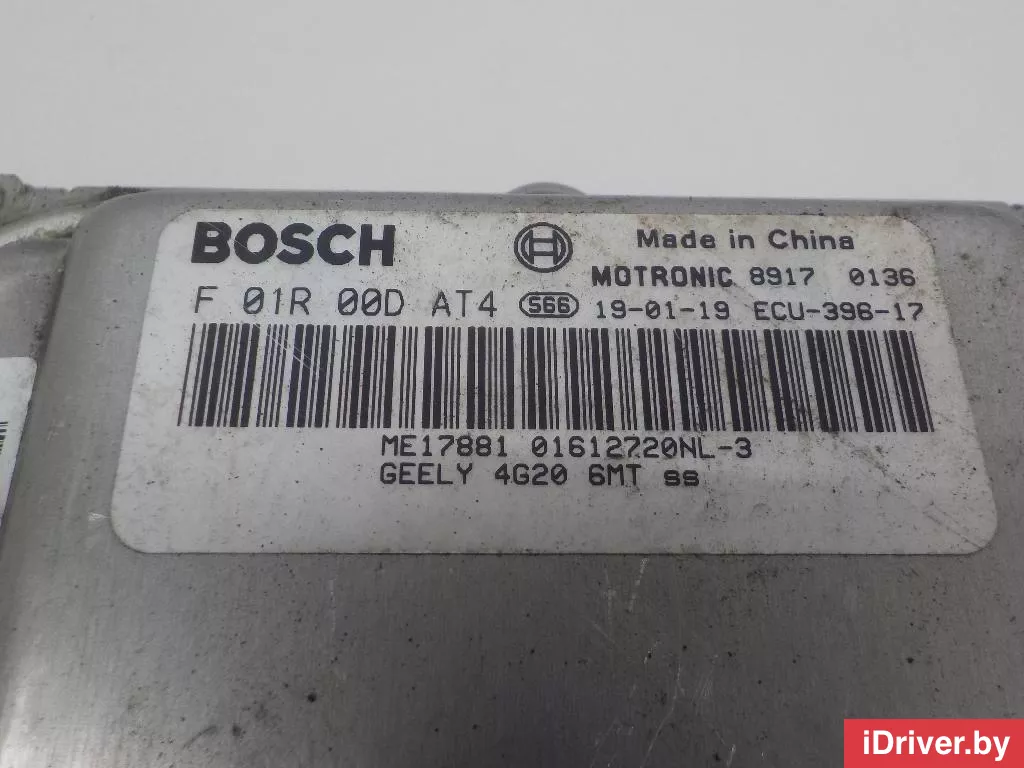 BOSCH
Made in China
MOTRONIC 8917 0136
F 01R 00D AT4 566 19-01-19 ECU-396-17
ME17881 01612720NL-3
GEELY 4G20 6MT ss
iDriver.by